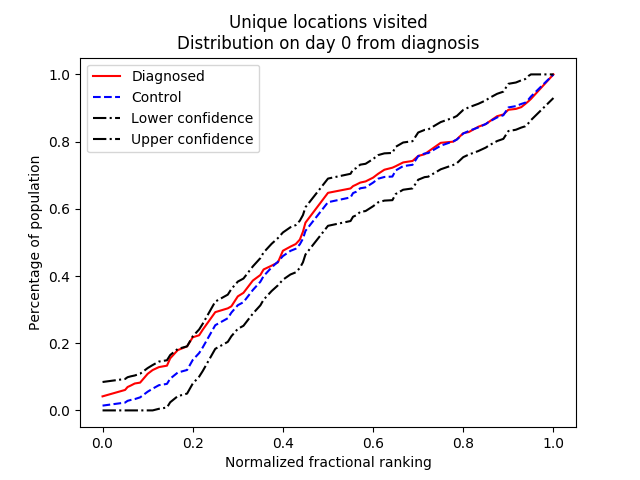 Unique locations visited
Distribution on day 0 from diagnosis
Diagnosed
Control
Lower confidence
Upper confidence
Percentage of population
1.0
0.8
0.6
0.4
0.2
0.0
0.0 0.2 0.4 0.6 0.8 1.0
Normalized fractional ranking